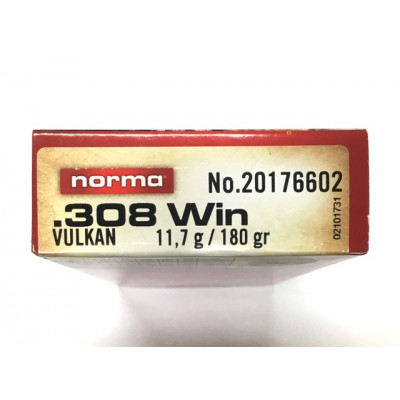 norma
No.20176602
.308 Win
VULKAN 11,7 g / 180 gr
02101731